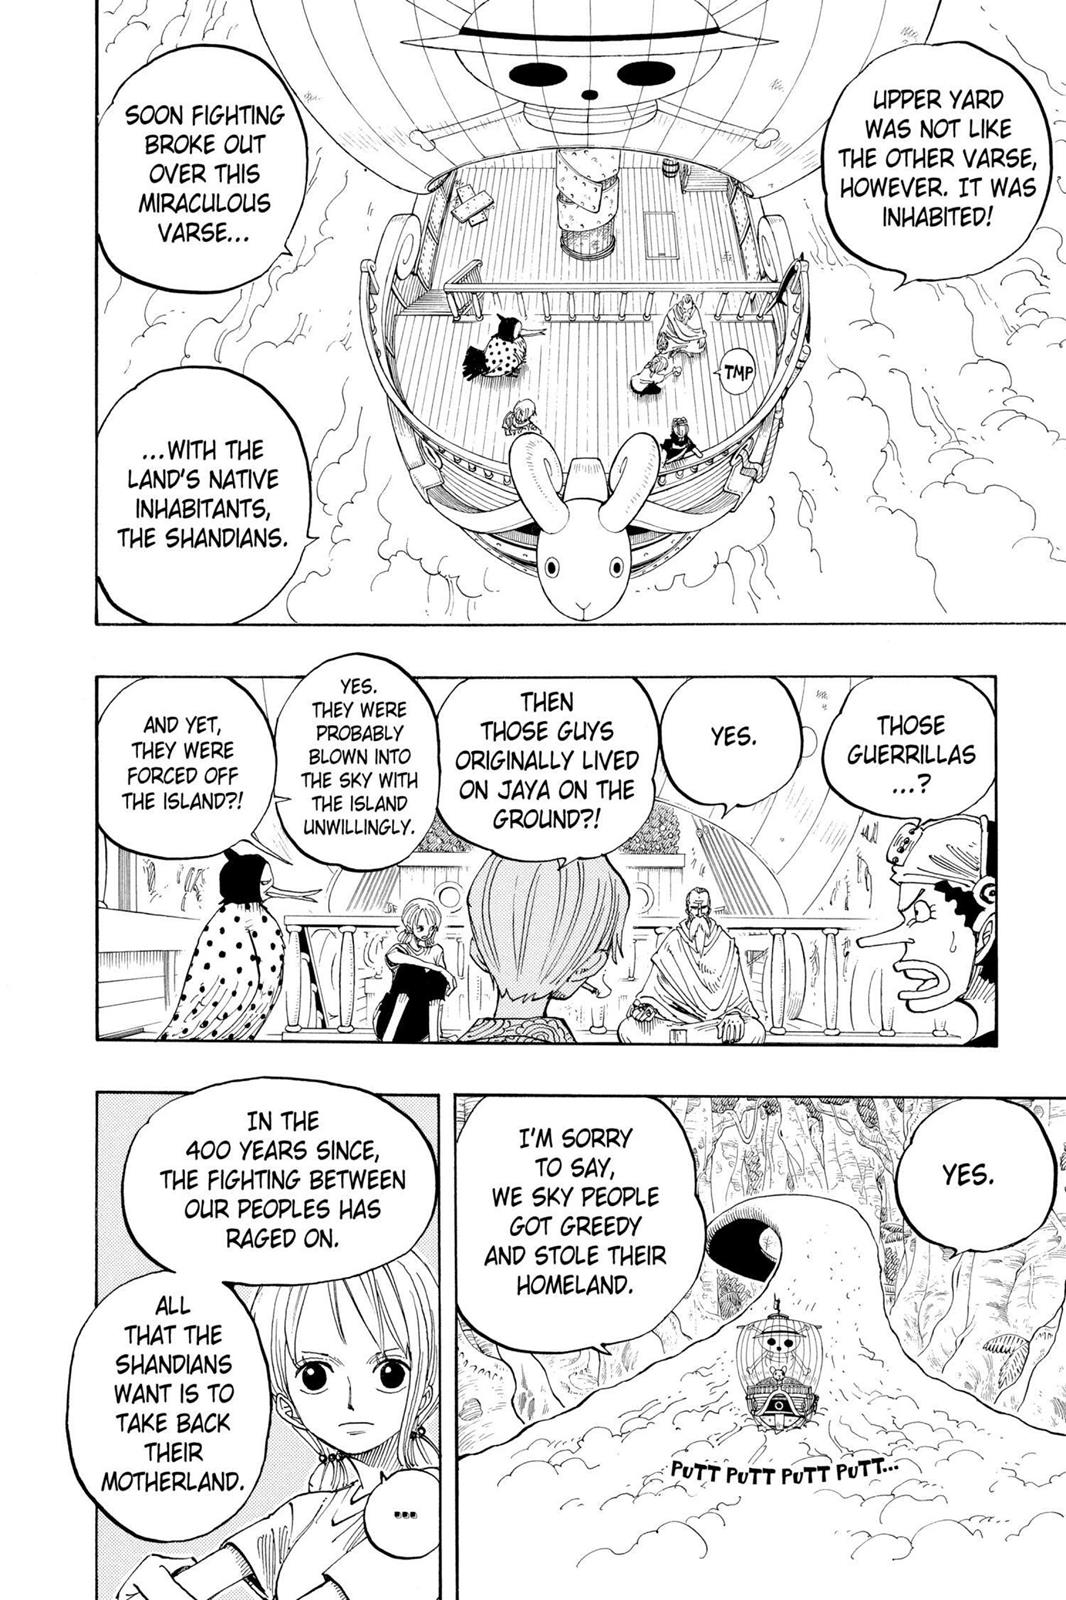 UPPER YARD
WAS NOT LIKE
THE OTHER VARSE,
HOWEVER. IT WAS
INHABITED!
SOON FIGHTING
BROKE OUT
OVER THIS
MIRACULOUS
VARSE...
TMP
...WITH THE
LAND'S NATIVE
INHABITANTS,
THE SHANDIANS.
THOSE
GUERRILLAS
...?
YES.
THEN
THOSE GUYS
ORIGINALLY LIVED
ON JAYA ON THE
GROUND?!
YES.
THEY WERE
PROBABLY
BLOWN INTO
THE SKY WITH
THE ISLAND
UNWILLINGLY.
AND YET,
THEY WERE
FORCED OFF
THE ISLAND?!
YES.
I'M SORRY
TO SAY,
WE SKY PEOPLE
GOT GREEDY
AND STOLE THEIR
HOMELAND.
PUTT PUTT PUTT PUTT...
IN THE
400 YEARS SINCE,
THE FIGHTING BETWEEN
OUR PEOPLES HAS
RAGED ON.
ALL
THAT THE
SHANDIANS
WANT IS TO
TAKE BACK
THEIR
MOTHERLAND.
...